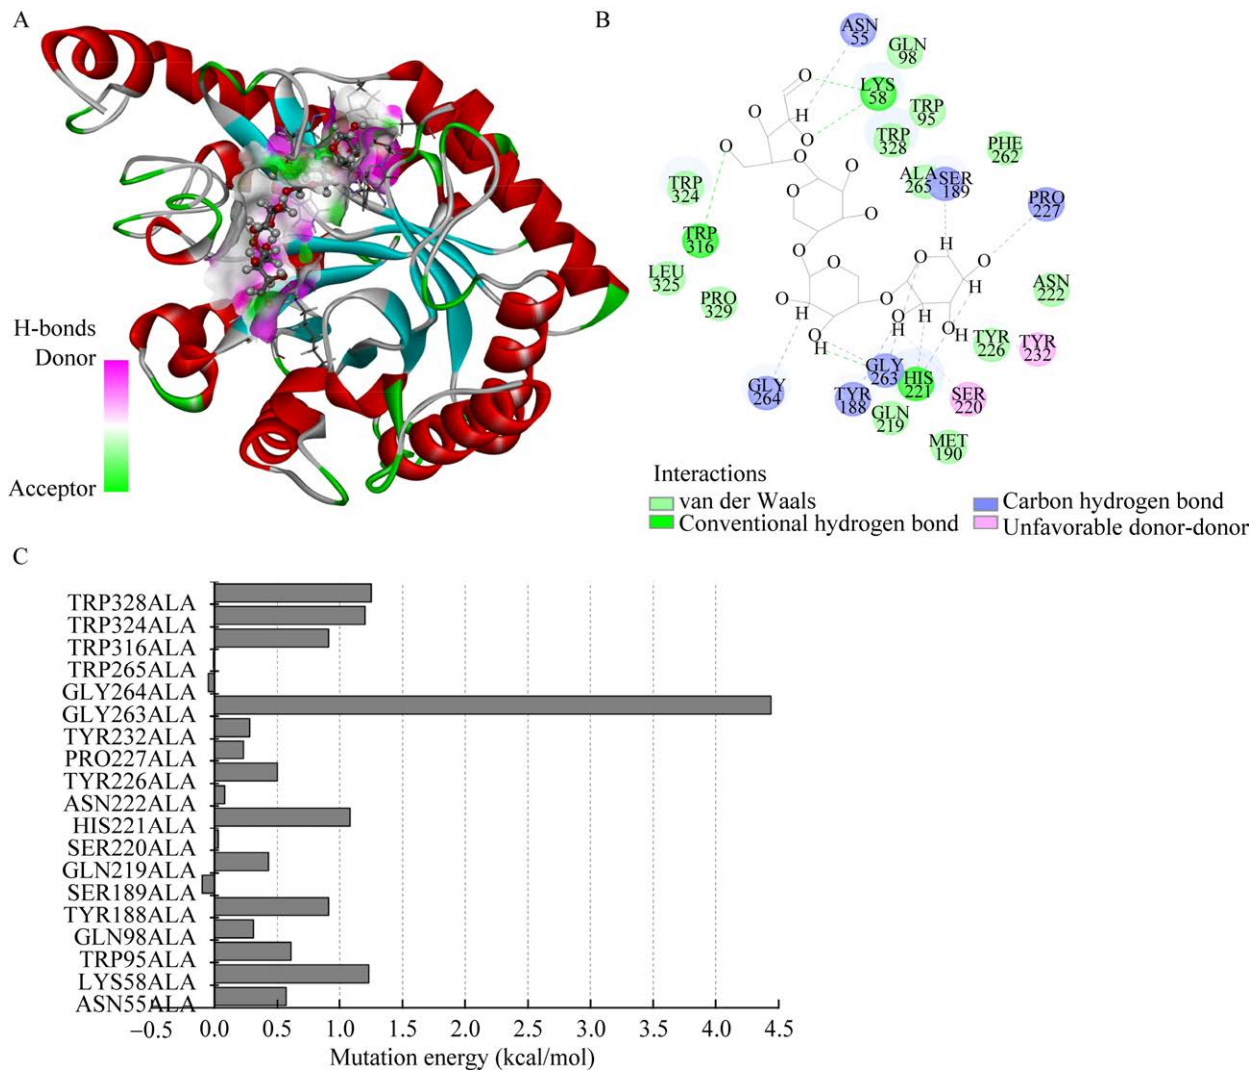 A
H-bonds
Donor
Acceptor
B
ASN
55
GLN
98
LYS
58
TRP
95
TRP
328
PHE
262
ALA
265
SER
189
PRO
227
TRP
324
TRP
316
LEU
325
PRO
329
ASN
222
TYR
226
TYR
232
GLY
264
GLY
263
TYR
188
HIS
221
SER
220
GLN
219
MET
190
O
O
H
O
O
O
O
O
O
O
O
O
O
O
H
O
H
O
O
H
O
H
O
H
H
O
H
O
H
Interactions
van der Waals
Conventional hydrogen bond
Carbon hydrogen bond
Unfavorable donor-donor
C
TRP328ALA
TRP324ALA
TRP316ALA
TRP265ALA
GLY264ALA
GLY263ALA
TYR232ALA
PRO227ALA
TYR226ALA
ASN222ALA
HIS221ALA
SER220ALA
GLN219ALA
SER189ALA
TYR188ALA
GLN98ALA
TRP95ALA
LYS58ALA
ASN55ALA
−0.5 0.0 0.5 1.0 1.5 2.0 2.5 3.0 3.5 4.0 4.5
Mutation energy (kcal/mol)